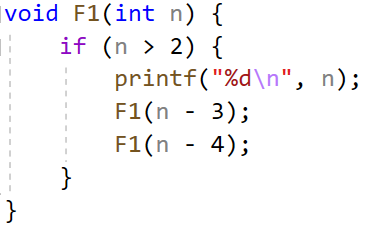 void F1(int n) {
    if (n > 2) {
        printf("%d\n", n);
        F1(n - 3);
        F1(n - 4);
    }
}